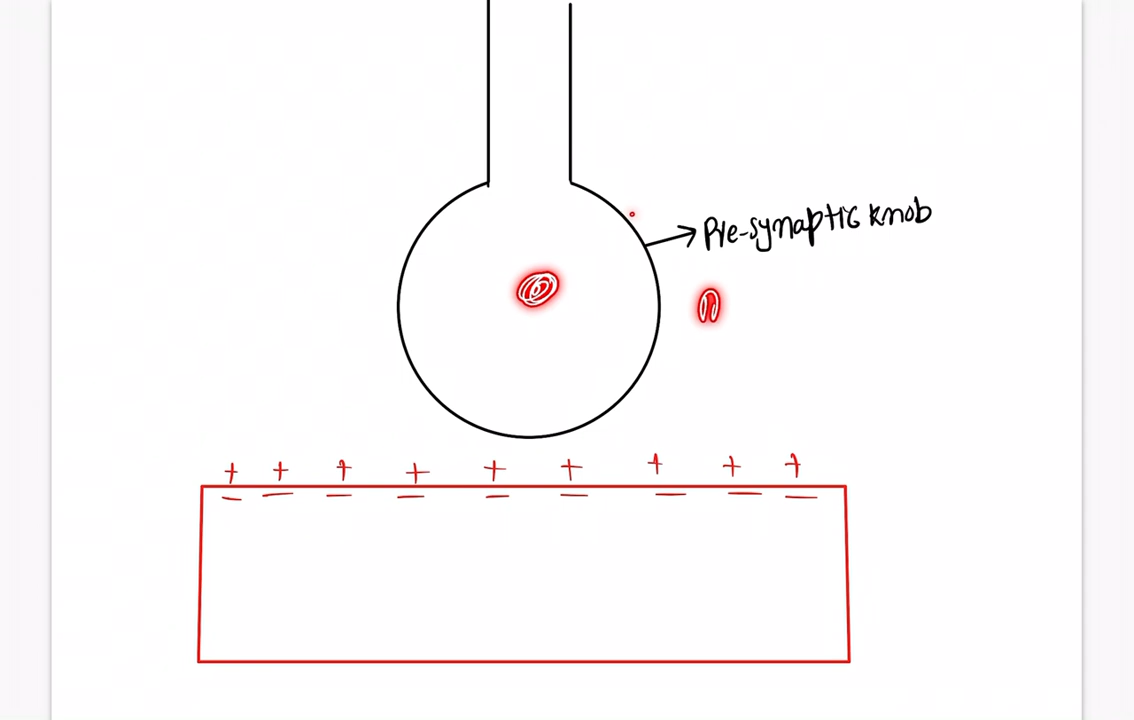 Pre-synaptic knob
+ + + + + + + + +
− − − − − − − − −